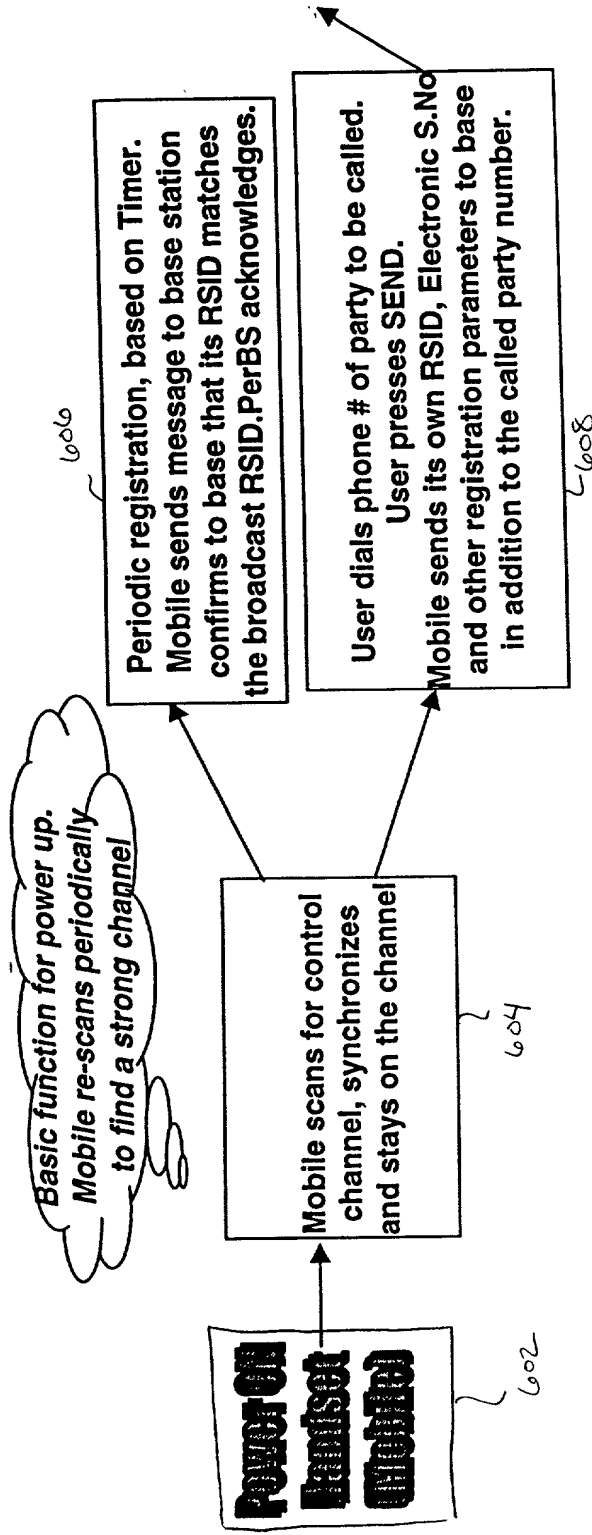 Basic function for power up.
Mobile re-scans periodically
to find a strong channel
Power ON
Handset
(Mobile)
602
Mobile scans for control
channel, synchronizes
and stays on the channel
604
606
Periodic registration, based on Timer.
Mobile sends message to base station
confirms to base that its RSID matches
the broadcast RSID.PerBS acknowledges.
User dials phone # of party to be called.
User presses SEND.
Mobile sends its own RSID, Electronic S.No
and other registration parameters to base
in addition to the called party number.
608